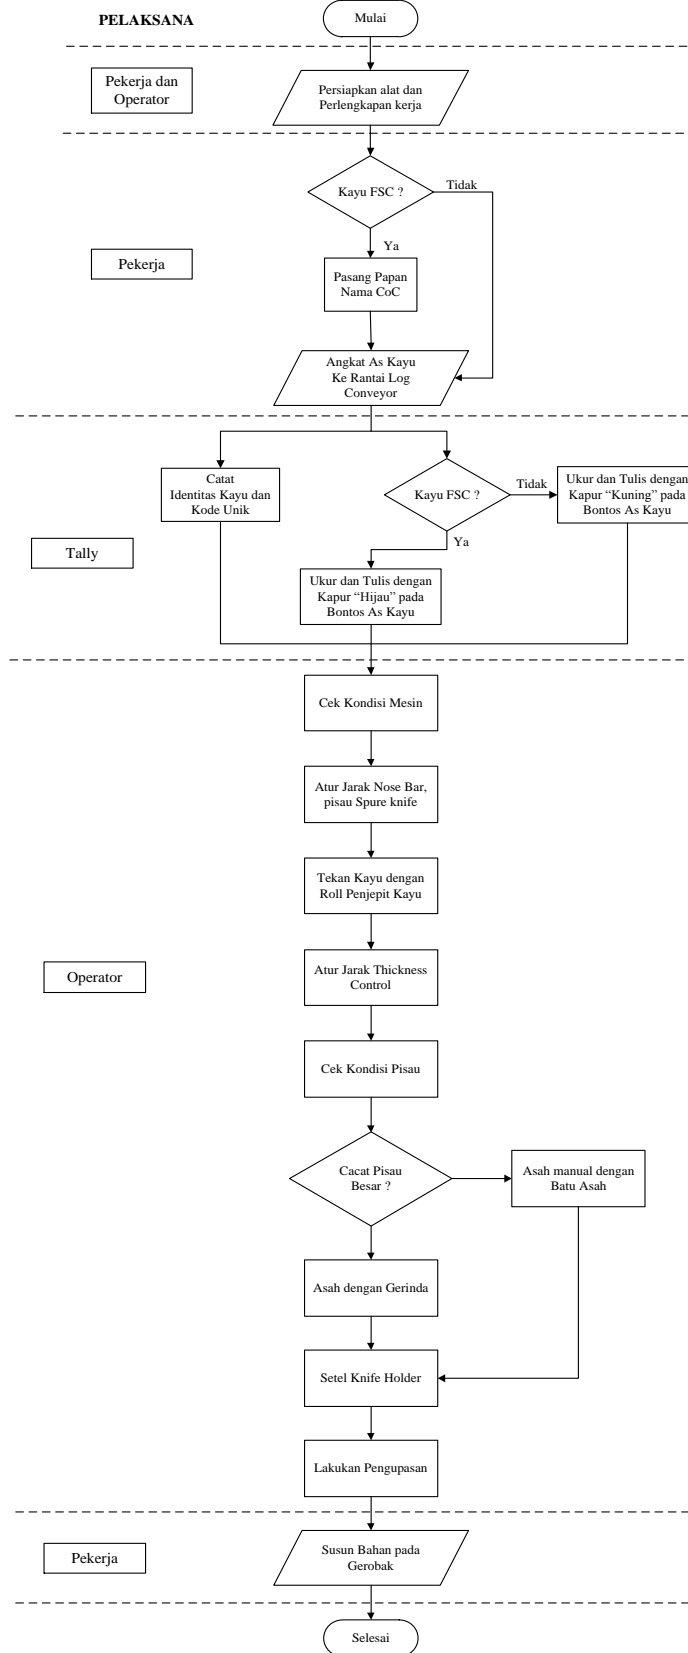 PELAKSANA
Mulai
Pekerja dan
Operator
Persiapkan alat dan
Perlengkapan kerja
Kayu FSC ?
Tidak
Ya
Pekerja
Pasang Papan
Nama CoC
Angkat As Kayu
Ke Rantai Log
Conveyor
Catat
Identitas Kayu dan
Kode Unik
Kayu FSC ?
Tidak
Ukur dan Tulis dengan
Kapur “Kuning” pada
Bontos As Kayu
Ya
Tally
Ukur dan Tulis dengan
Kapur “Hijau” pada
Bontos As Kayu
Cek Kondisi Mesin
Atur Jarak Nose Bar,
pisau Spure knife
Tekan Kayu dengan
Roll Penjepit Kayu
Operator
Atur Jarak Thickness
Control
Cek Kondisi Pisau
Cacat Pisau
Besar ?
Asah manual dengan
Batu Asah
Asah dengan Gerinda
Setel Knife Holder
Lakukan Pengupasan
Pekerja
Susun Bahan pada
Gerobak
Selesai